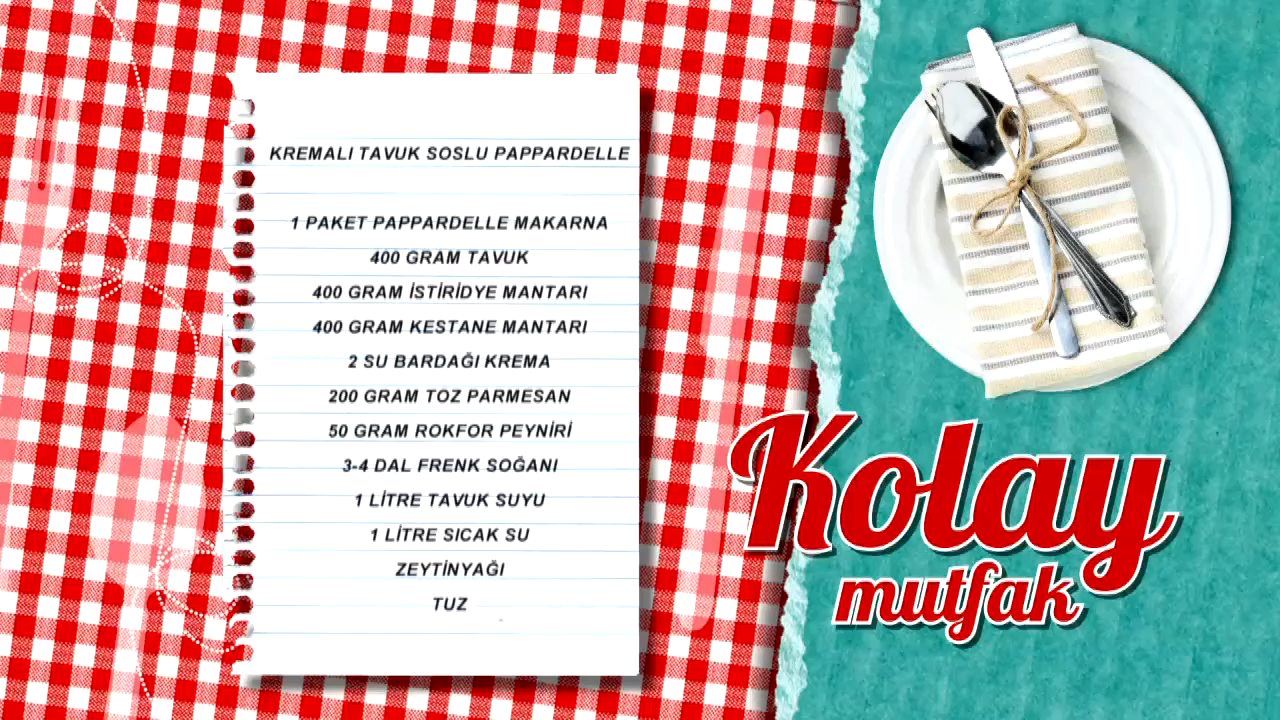 KREMALI TAVUK SOSLU PAPPARDELLE
1 PAKET PAPPARDELLE MAKARNA
400 GRAM TAVUK
400 GRAM İSTİRİDYE MANTARI
400 GRAM KESTANE MANTARI
2 SU BARDAĞI KREMA
200 GRAM TOZ PARMESAN
50 GRAM ROKFOR PEYNİRİ
3-4 DAL FRENK SOĞANI
1 LİTRE TAVUK SUYU
1 LİTRE SICAK SU
ZEYTİNYAĞI
TUZ
Kolay
mutfak